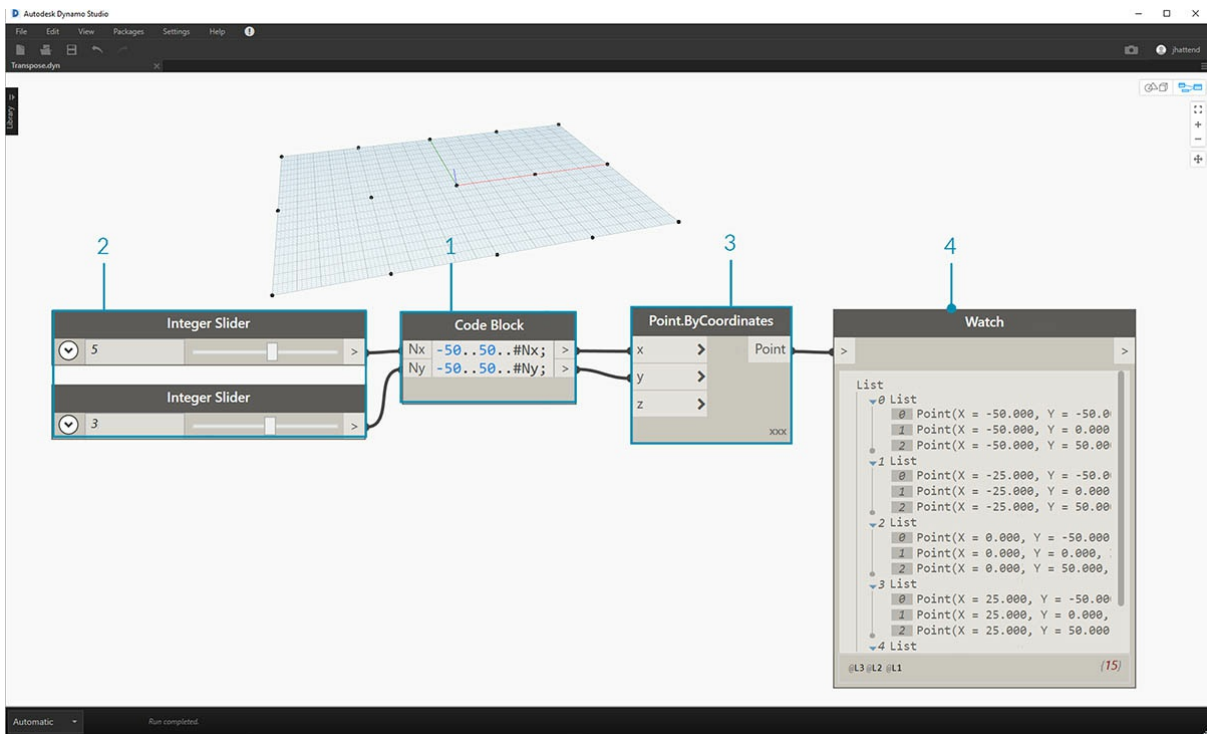 Autodesk Dynamo Studio
File Edit View Packages Settings Help
jhattend
Transpose.dyn
Library
2
1
3
4
Integer Slider
5
>
Integer Slider
3
>
Code Block
Nx -50..50..#Nx; >
Ny -50..50..#Ny; >
Point.ByCoordinates
x > Point
y >
z >
xxx
Watch
> >
List
0 List
0 Point(X = -50.000, Y = -50.0
1 Point(X = -50.000, Y = 0.000
2 Point(X = -50.000, Y = 50.00
1 List
0 Point(X = -25.000, Y = -50.0
1 Point(X = -25.000, Y = 0.000
2 Point(X = -25.000, Y = 50.00
2 List
0 Point(X = 0.000, Y = -50.000
1 Point(X = 0.000, Y = 0.000,
2 Point(X = 0.000, Y = 50.000,
3 List
0 Point(X = 25.000, Y = -50.00
1 Point(X = 25.000, Y = 0.000,
2 Point(X = 25.000, Y = 50.000
4 List
@L3 @L2 @L1 (15)
Automatic Run completed.